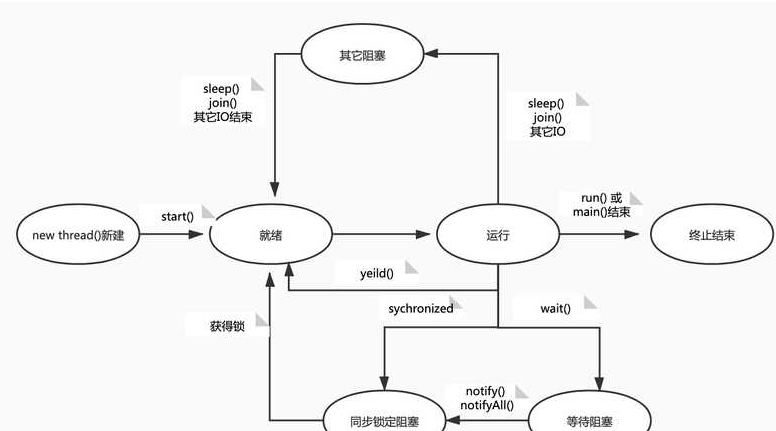 其它阻塞
sleep()
join()
其它IO结束
sleep()
join()
其它IO
new thread()新建
start()
就绪
运行
run() 或
main()结束
终止结束
yeild()
sychronized
wait()
获得锁
同步锁定阻塞
notify()
notifyAll()
等待阻塞